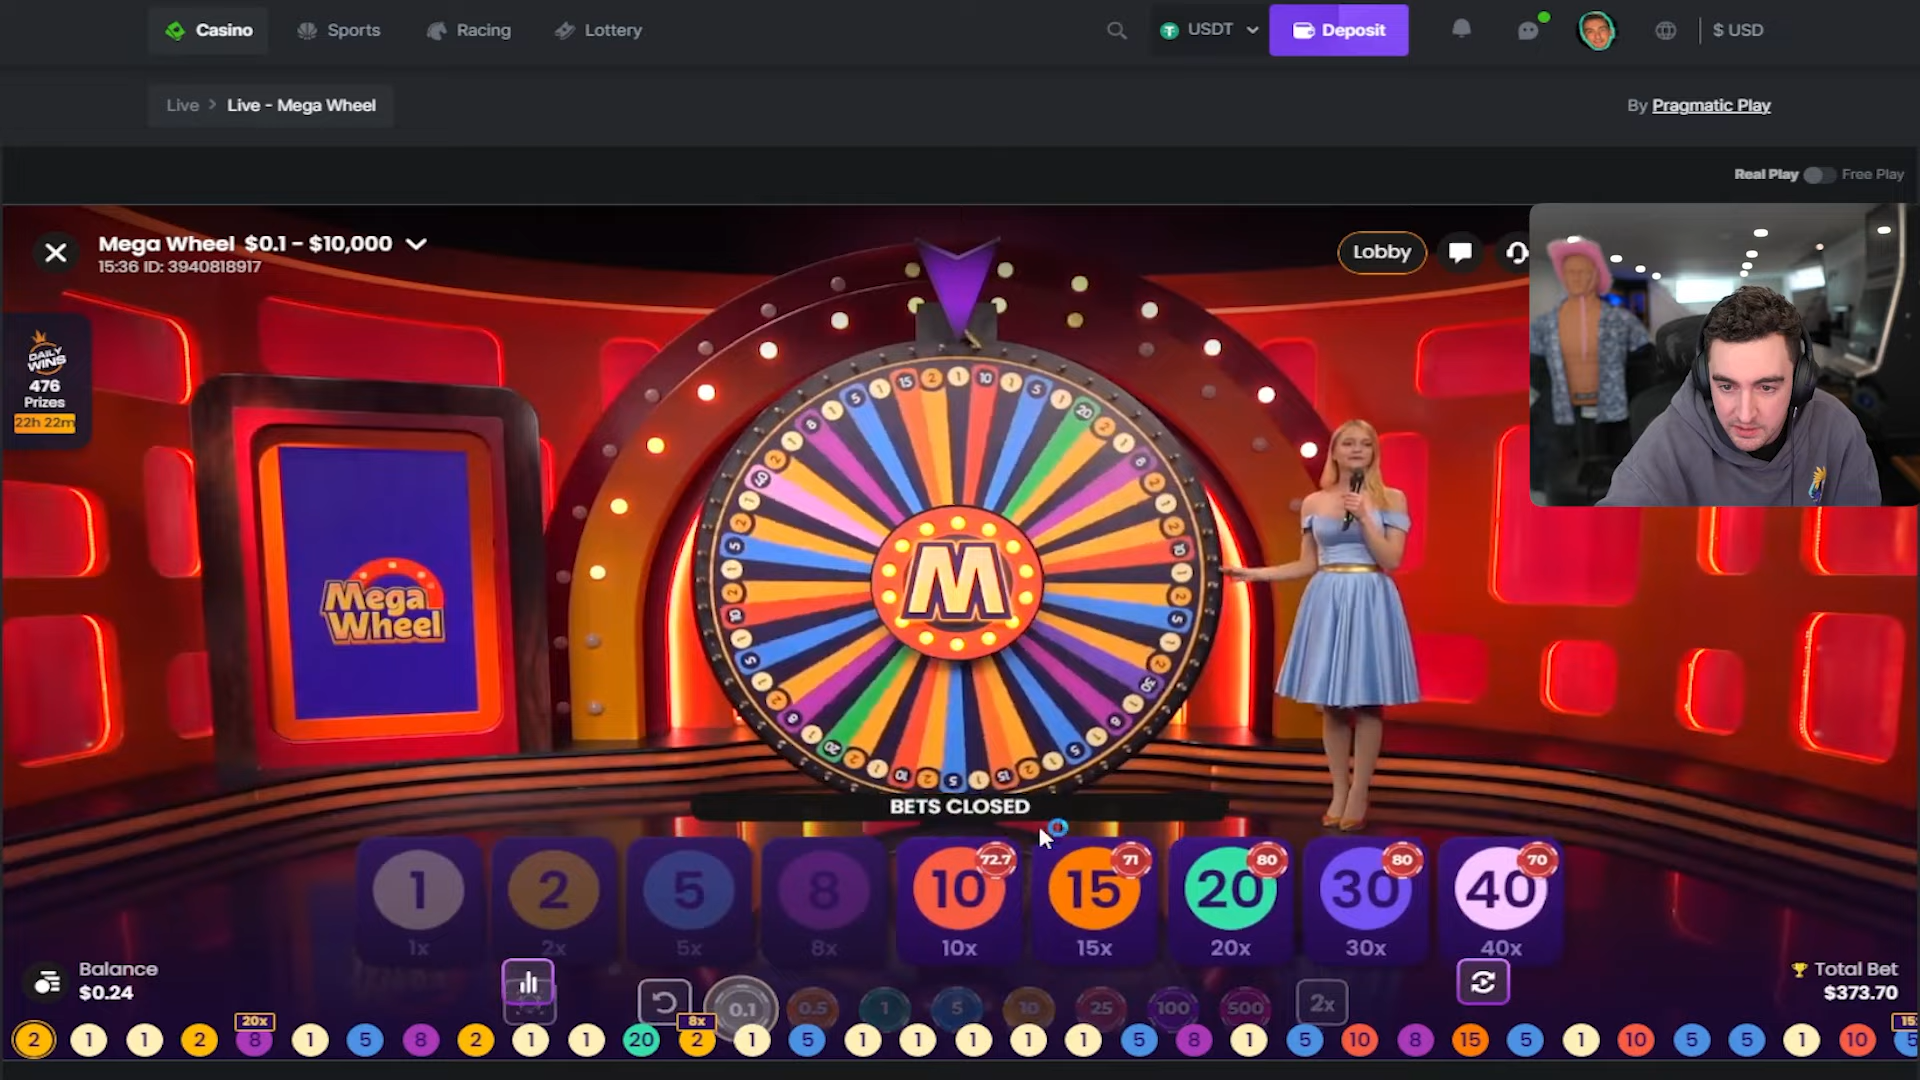 Casino
Sports
Racing
Lottery
USDT
Deposit
$ USD
Live > Live - Mega Wheel
By Pragmatic Play
Real Play
Free Play
Mega Wheel $0.1 - $10,000
15:36 ID: 3940818917
Lobby
DAILY
WINS
476
Prizes
22h 22m
Mega
Wheel
M
BETS CLOSED
1
2
5
8
10
15
20
30
40
72.7
71
80
80
70
1x
2x
5x
8x
10x
15x
20x
30x
40x
Balance
$0.24
0.1
0.5
1
5
10
25
100
500
2x
Total Bet
$373.70
20x
8x
2 1 1 2 8 1 5 8 2 1 1 20 2 1 5 1 1 1 1 1 5 8 1 5 10 8 15 5 1 10 5 5 1 10 5